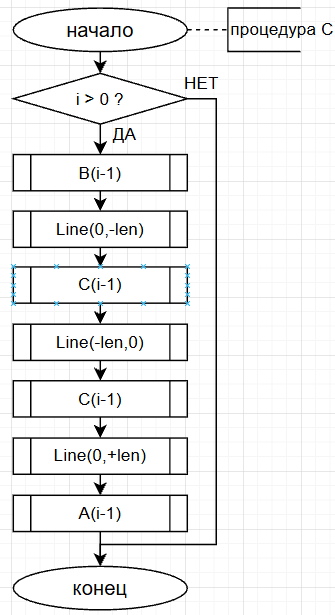 начало
процедура C
i > 0 ?
НЕТ
ДА
B(i-1)
Line(0,-len)
C(i-1)
Line(-len,0)
C(i-1)
Line(0,+len)
A(i-1)
конец